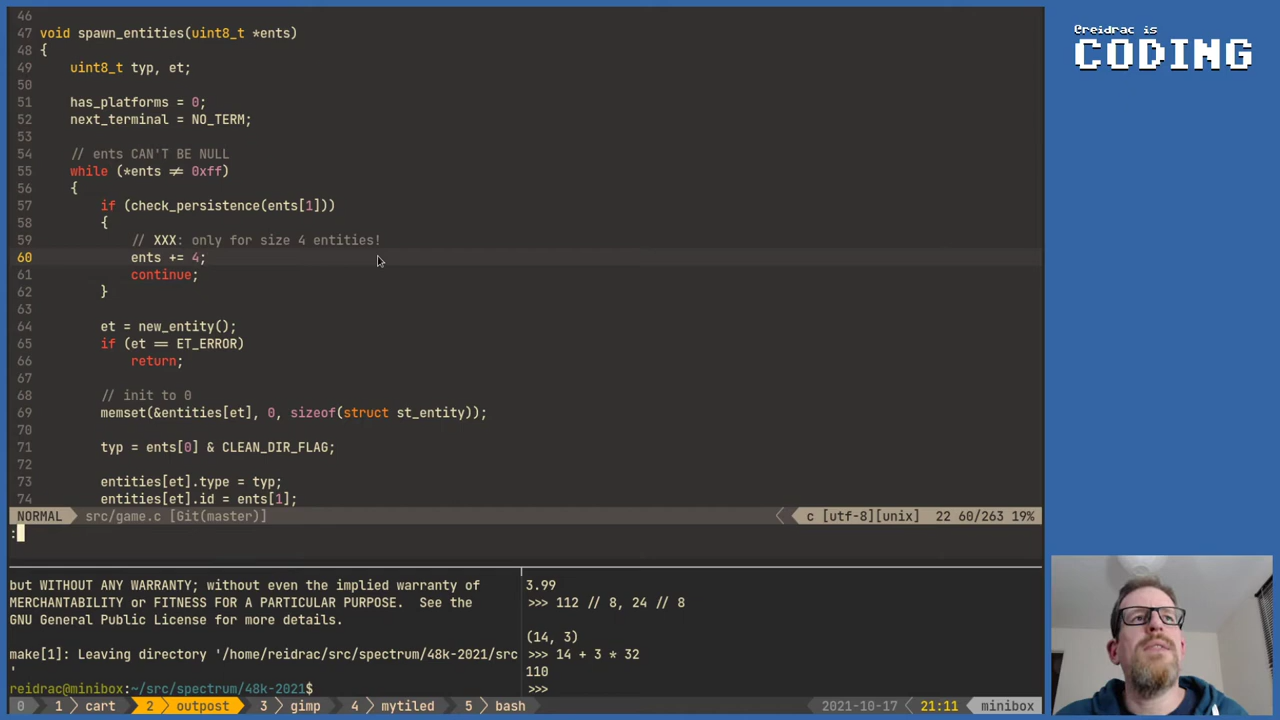 @reidrac is
CODING
46
47 void spawn_entities(uint8_t *ents)
48 {
49     uint8_t typ, et;
50
51     has_platforms = 0;
52     next_terminal = NO_TERM;
53
54     // ents CAN'T BE NULL
55     while (*ents ≠ 0xff)
56     {
57         if (check_persistence(ents[1]))
58         {
59             // XXX: only for size 4 entities!
60             ents += 4;
61             continue;
62         }
63
64         et = new_entity();
65         if (et == ET_ERROR)
66             return;
67
68         // init to 0
69         memset(&entities[et], 0, sizeof(struct st_entity));
70
71         typ = ents[0] & CLEAN_DIR_FLAG;
72
73         entities[et].type = typ;
74         entities[et].id = ents[1];
NORMAL src/game.c [Git(master)] c [utf-8][unix] 22 60/263 19%
:
but WITHOUT ANY WARRANTY; without even the implied warranty of
MERCHANTABILITY or FITNESS FOR A PARTICULAR PURPOSE.  See the
GNU General Public License for more details.
make[1]: Leaving directory '/home/reidrac/src/spectrum/48k-2021/src
'
reidrac@minibox:~/src/spectrum/48k-2021$
3.99
>>> 112 // 8, 24 // 8
(14, 3)
>>> 14 + 3 * 32
110
>>>
0 1 cart 2 outpost 3 gimp 4 mytiled 5 bash 2021-10-17 21:11 minibox